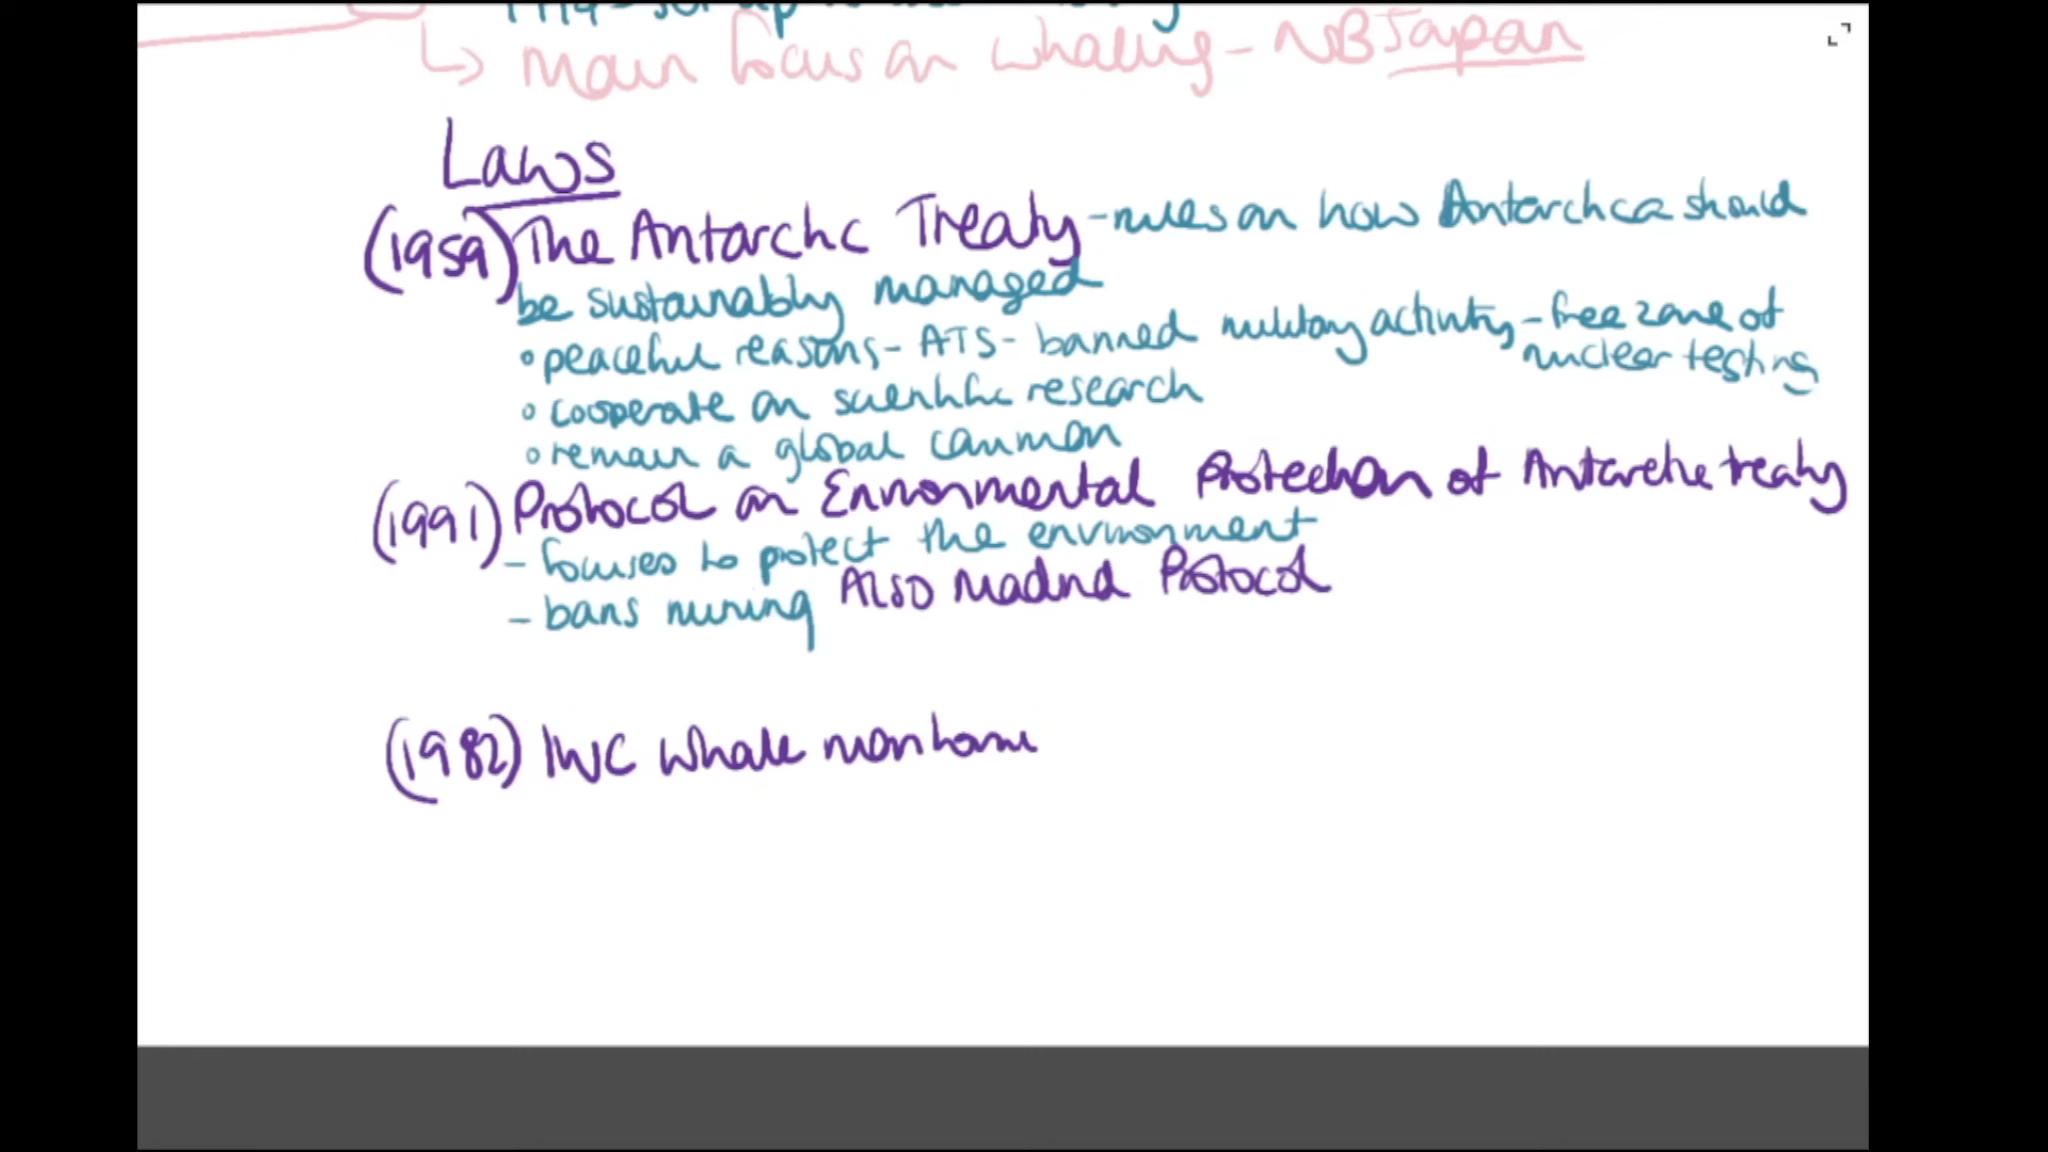 ↳ Main focus on whaling - NB Japan
Laws
(1959) The Antarctic Treaty - rules on how Antarctica should
be sustainably managed
• peaceful reasons - ATS - banned military activity - free zone of
nuclear testing
• cooperate on scientific research
• remain a global common
(1991) Protocol on Environmental Protection of Antarctic treaty
- focuses to protect the environment
- bans mining Also Madrid Protocol
(1982) IWC whale